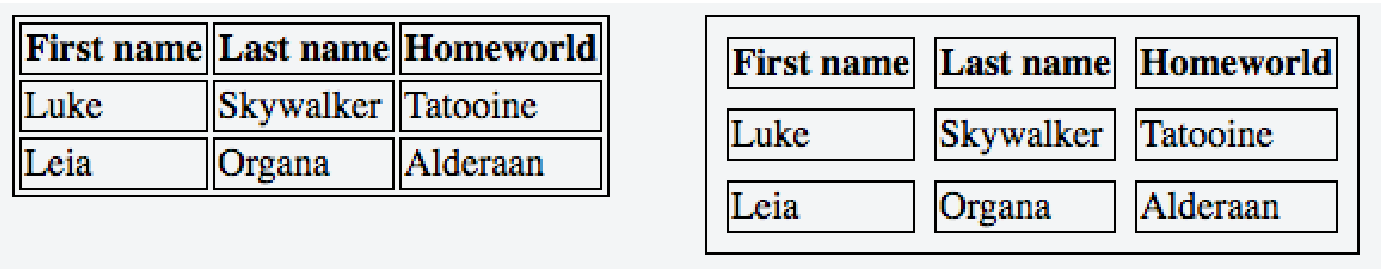 First name Last name Homeworld
Luke Skywalker Tatooine
Leia Organa Alderaan
First name Last name Homeworld
Luke Skywalker Tatooine
Leia Organa Alderaan